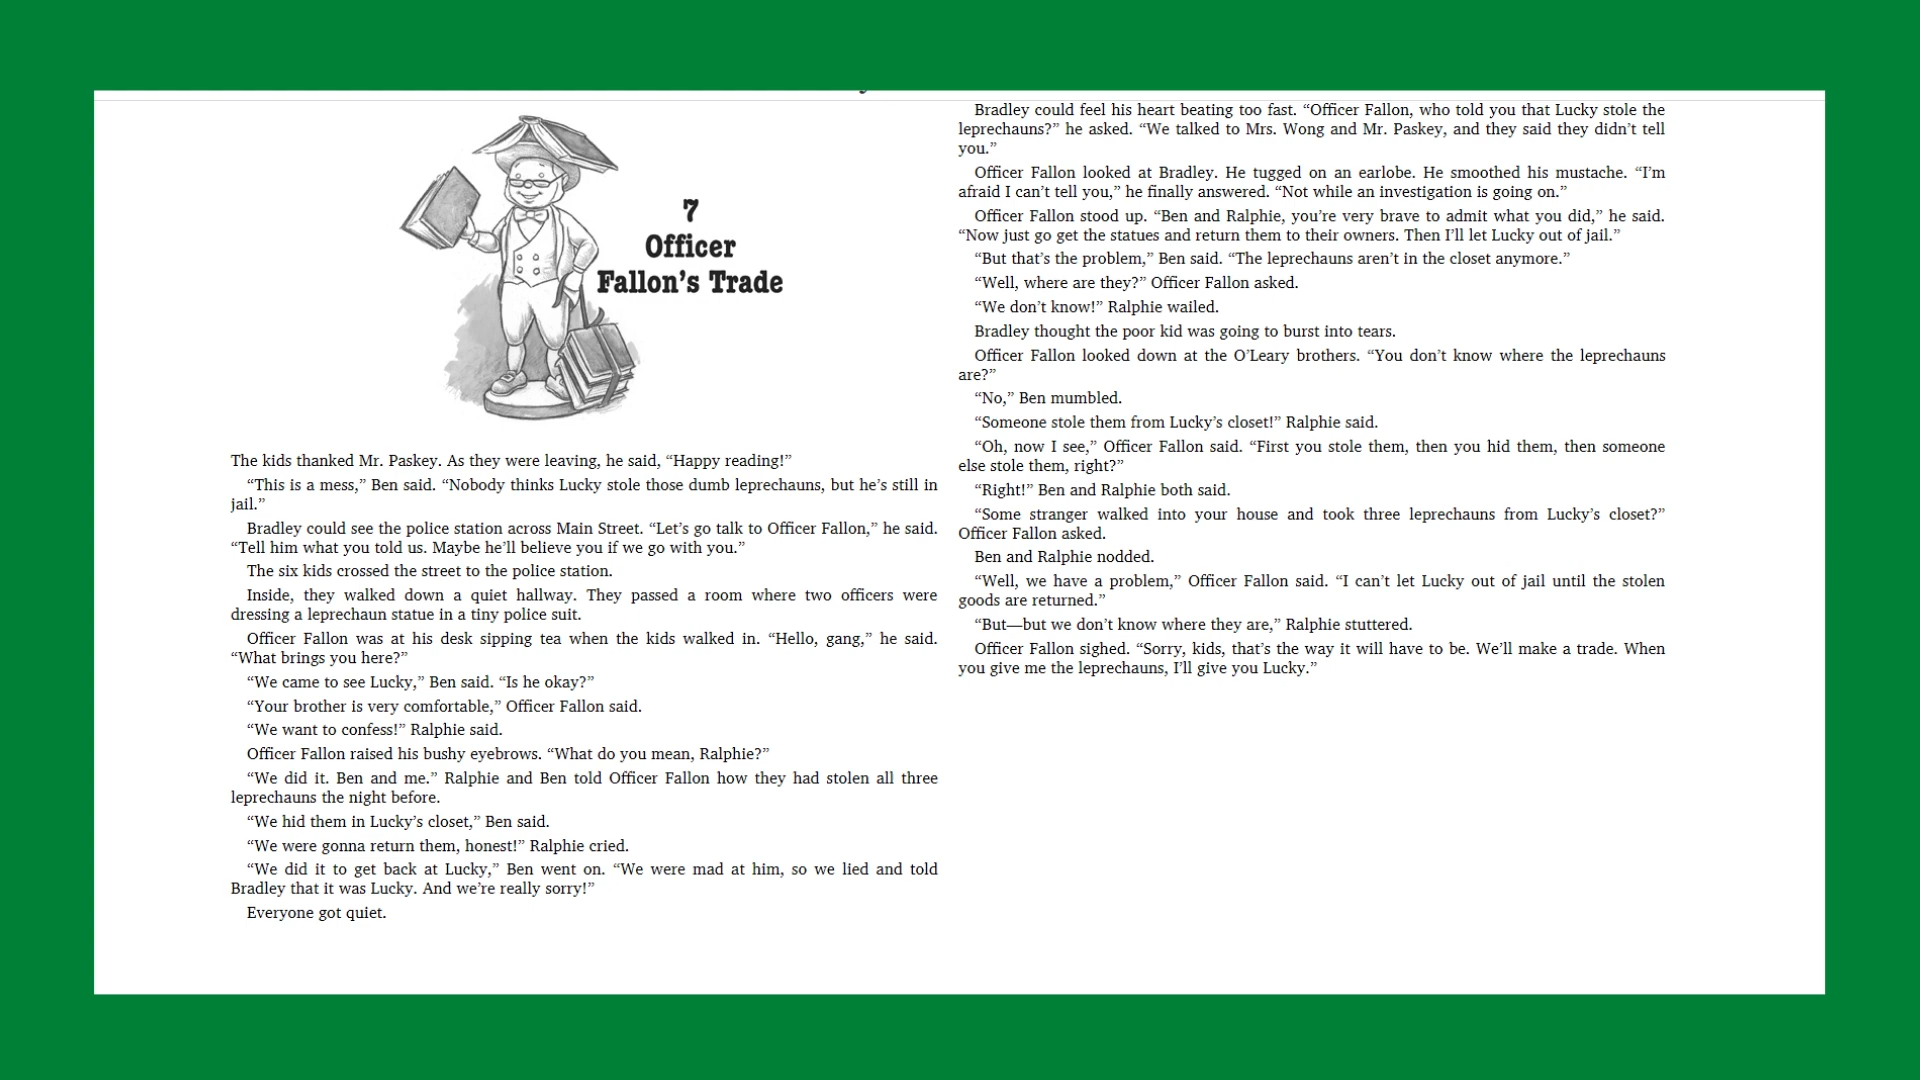 7
Officer
Fallon’s Trade
The kids thanked Mr. Paskey. As they were leaving, he said, “Happy reading!”
“This is a mess,” Ben said. “Nobody thinks Lucky stole those dumb leprechauns, but he’s still in
jail.”
Bradley could see the police station across Main Street. “Let’s go talk to Officer Fallon,” he said.
“Tell him what you told us. Maybe he’ll believe you if we go with you.”
The six kids crossed the street to the police station.
Inside, they walked down a quiet hallway. They passed a room where two officers were
dressing a leprechaun statue in a tiny police suit.
Officer Fallon was at his desk sipping tea when the kids walked in. “Hello, gang,” he said.
“What brings you here?”
“We came to see Lucky,” Ben said. “Is he okay?”
“Your brother is very comfortable,” Officer Fallon said.
“We want to confess!” Ralphie said.
Officer Fallon raised his bushy eyebrows. “What do you mean, Ralphie?”
“We did it. Ben and me.” Ralphie and Ben told Officer Fallon how they had stolen all three
leprechauns the night before.
“We hid them in Lucky’s closet,” Ben said.
“We were gonna return them, honest!” Ralphie cried.
“We did it to get back at Lucky,” Ben went on. “We were mad at him, so we lied and told
Bradley that it was Lucky. And we’re really sorry!”
Everyone got quiet.
Bradley could feel his heart beating too fast. “Officer Fallon, who told you that Lucky stole the
leprechauns?” he asked. “We talked to Mrs. Wong and Mr. Paskey, and they said they didn’t tell
you.”
Officer Fallon looked at Bradley. He tugged on an earlobe. He smoothed his mustache. “I’m
afraid I can’t tell you,” he finally answered. “Not while an investigation is going on.”
Officer Fallon stood up. “Ben and Ralphie, you’re very brave to admit what you did,” he said.
“Now just go get the statues and return them to their owners. Then I’ll let Lucky out of jail.”
“But that’s the problem,” Ben said. “The leprechauns aren’t in the closet anymore.”
“Well, where are they?” Officer Fallon asked.
“We don’t know!” Ralphie wailed.
Bradley thought the poor kid was going to burst into tears.
Officer Fallon looked down at the O’Leary brothers. “You don’t know where the leprechauns
are?”
“No,” Ben mumbled.
“Someone stole them from Lucky’s closet!” Ralphie said.
“Oh, now I see,” Officer Fallon said. “First you stole them, then you hid them, then someone
else stole them, right?”
“Right!” Ben and Ralphie both said.
“Some stranger walked into your house and took three leprechauns from Lucky’s closet?”
Officer Fallon asked.
Ben and Ralphie nodded.
“Well, we have a problem,” Officer Fallon said. “I can’t let Lucky out of jail until the stolen
goods are returned.”
“But—but we don’t know where they are,” Ralphie stuttered.
Officer Fallon sighed. “Sorry, kids, that’s the way it will have to be. We’ll make a trade. When
you give me the leprechauns, I’ll give you Lucky.”